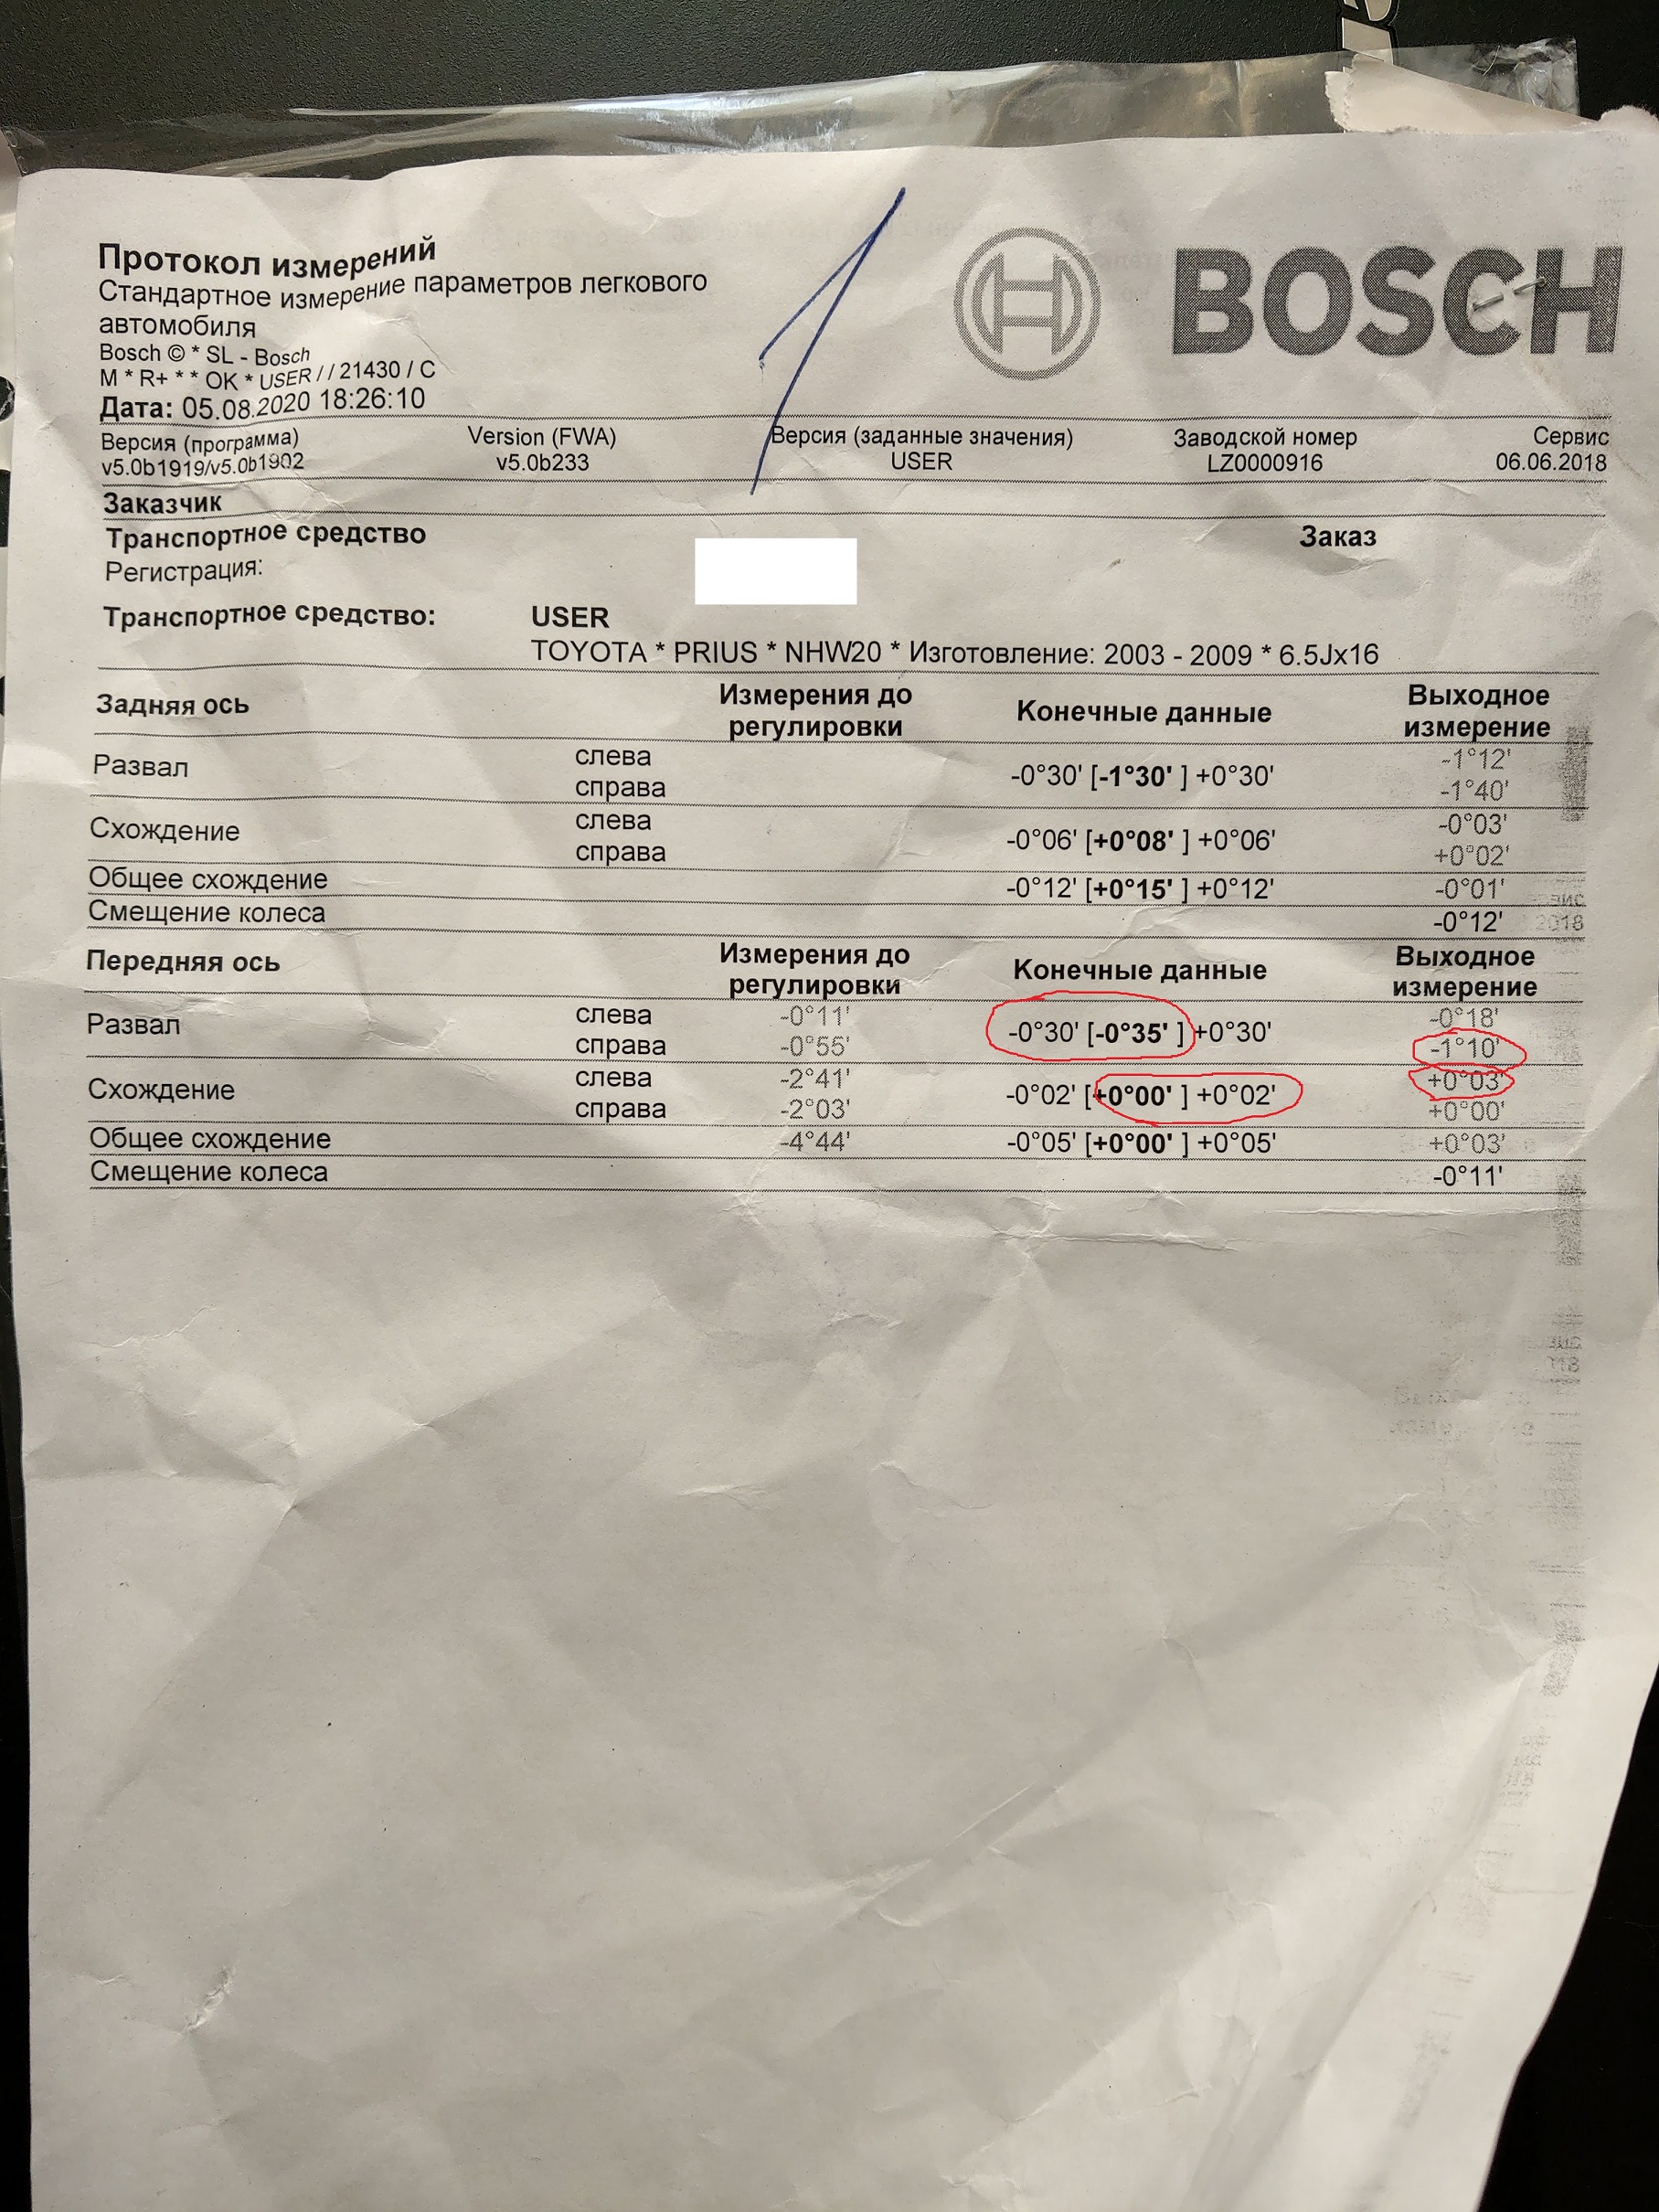 Протокол измерений
BOSCH
Стандартное измерение параметров легкового
автомобиля
Bosch © * SL - Bosch
M * R+ * * OK * USER / / 21430 / C
Дата: 05.08.2020 18:26:10
Версия (программа) Version (FWA) Версия (заданные значения) Заводской номер Сервис
v5.0b1919/v5.0b1902 v5.0b233 USER LZ0000916 06.06.2018
Заказчик
Транспортное средство Заказ
Регистрация:
Транспортное средство: USER
TOYOTA * PRIUS * NHW20 * Изготовление: 2003 - 2009 * 6.5Jx16
Задняя ось Измерения до регулировки Конечные данные Выходное измерение
Развал слева -0°30' [-1°30' ] +0°30' -1°12'
справа -1°40'
Схождение слева -0°06' [+0°08' ] +0°06' -0°03'
справа +0°02'
Общее схождение -0°12' [+0°15' ] +0°12' -0°01'
Смещение колеса -0°12'
Передняя ось Измерения до регулировки Конечные данные Выходное измерение
Развал слева -0°11' -0°30' [-0°35' ] +0°30' -0°18'
справа -0°55' -1°10'
Схождение слева -2°41' -0°02' [+0°00' ] +0°02' +0°03'
справа -2°03' +0°00'
Общее схождение -4°44' -0°05' [+0°00' ] +0°05' +0°03'
Смещение колеса -0°11'